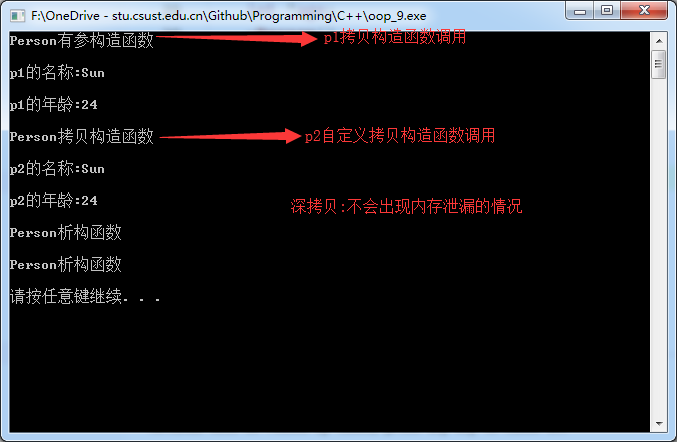 F:\OneDrive - stu.csust.edu.cn\Github\Programming\C++\oop_9.exe
Person有参构造函数 p1拷贝构造函数调用
p1的名称:Sun
p1的年龄:24
Person拷贝构造函数 p2自定义拷贝构造函数调用
p2的名称:Sun
p2的年龄:24 深拷贝:不会出现内存泄漏的情况
Person析构函数
Person析构函数
请按任意键继续. . .